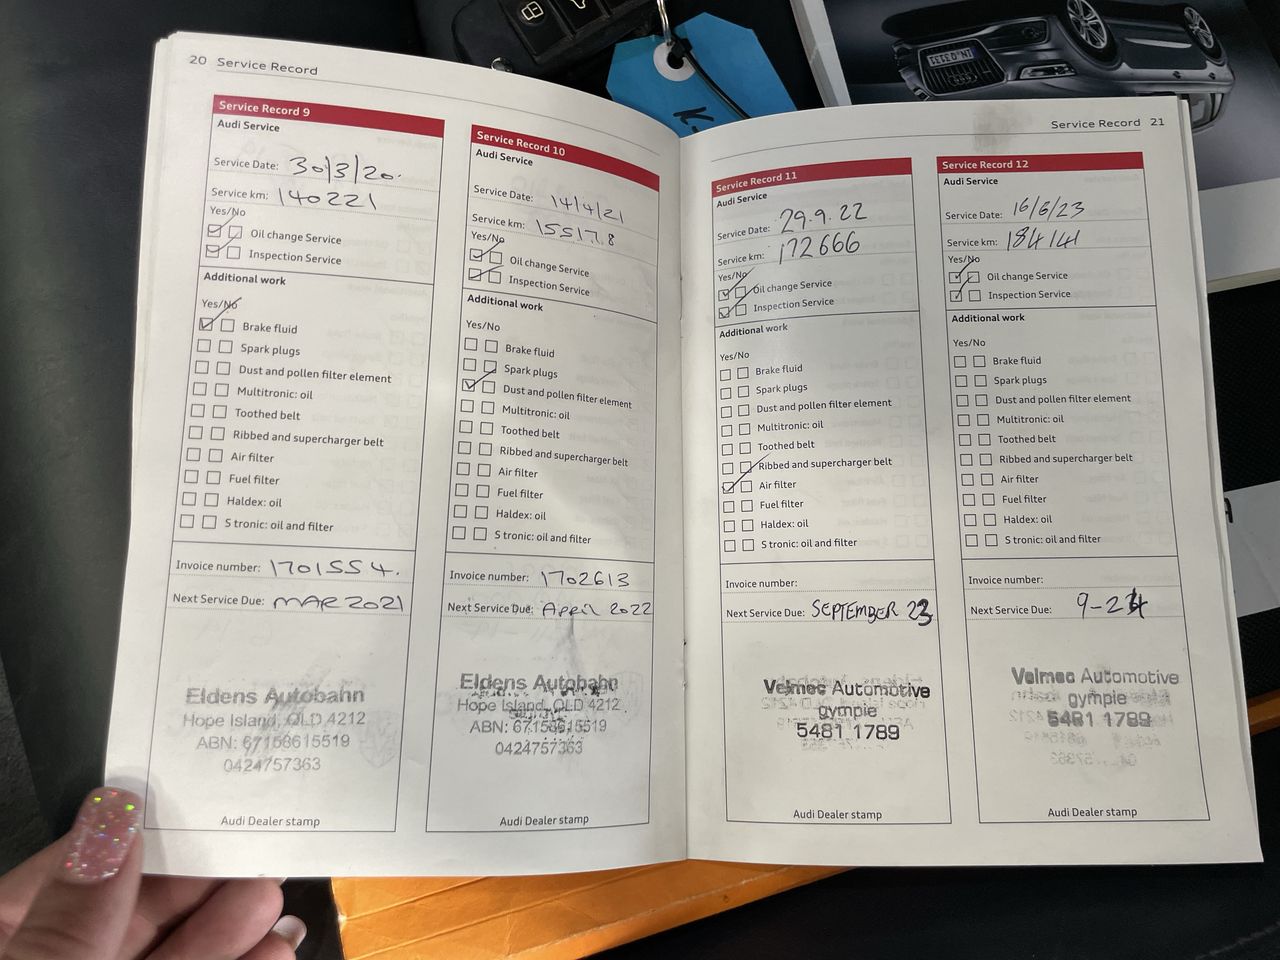 20 Service Record
Service Record 9
Audi Service
Service Date: 30/3/20.
Service km: 140221
Yes/No
Oil change Service
Inspection Service
Additional work
Yes/No
Brake fluid
Spark plugs
Dust and pollen filter element
Multitronic: oil
Toothed belt
Ribbed and supercharger belt
Air filter
Fuel filter
Haldex: oil
S tronic: oil and filter
Invoice number: 1701554.
Next Service Due: MAR 2021
Eldens Autobahn
Hope Island, QLD 4212
ABN: 67158615519
0424757363
Audi Dealer stamp
Service Record 10
Audi Service
Service Date: 14/4/21
Service km: 155178
Yes/No
Oil change Service
Inspection Service
Additional work
Yes/No
Brake fluid
Spark plugs
Dust and pollen filter element
Multitronic: oil
Toothed belt
Ribbed and supercharger belt
Air filter
Fuel filter
Haldex: oil
S tronic: oil and filter
Invoice number: 1702613
Next Service Due: April 2022
Eldens Autobahn
Hope Island, QLD 4212
ABN: 67158615519
0424757363
Audi Dealer stamp
Service Record 21
Service Record 11
Audi Service
Service Date: 29.9.22
Service km: 172666
Yes/No
Oil change Service
Inspection Service
Additional work
Yes/No
Brake fluid
Spark plugs
Dust and pollen filter element
Multitronic: oil
Toothed belt
Ribbed and supercharger belt
Air filter
Fuel filter
Haldex: oil
S tronic: oil and filter
Invoice number:
Next Service Due: SEPTEMBER 23
Velmec Automotive
gympie
5481 1789
Audi Dealer stamp
Service Record 12
Audi Service
Service Date: 16/6/23
Service km: 184141
Yes/No
Oil change Service
Inspection Service
Additional work
Yes/No
Brake fluid
Spark plugs
Dust and pollen filter element
Multitronic: oil
Toothed belt
Ribbed and supercharger belt
Air filter
Fuel filter
Haldex: oil
S tronic: oil and filter
Invoice number:
Next Service Due: 9-24
Velmec Automotive
gympie
5481 1789
Audi Dealer stamp